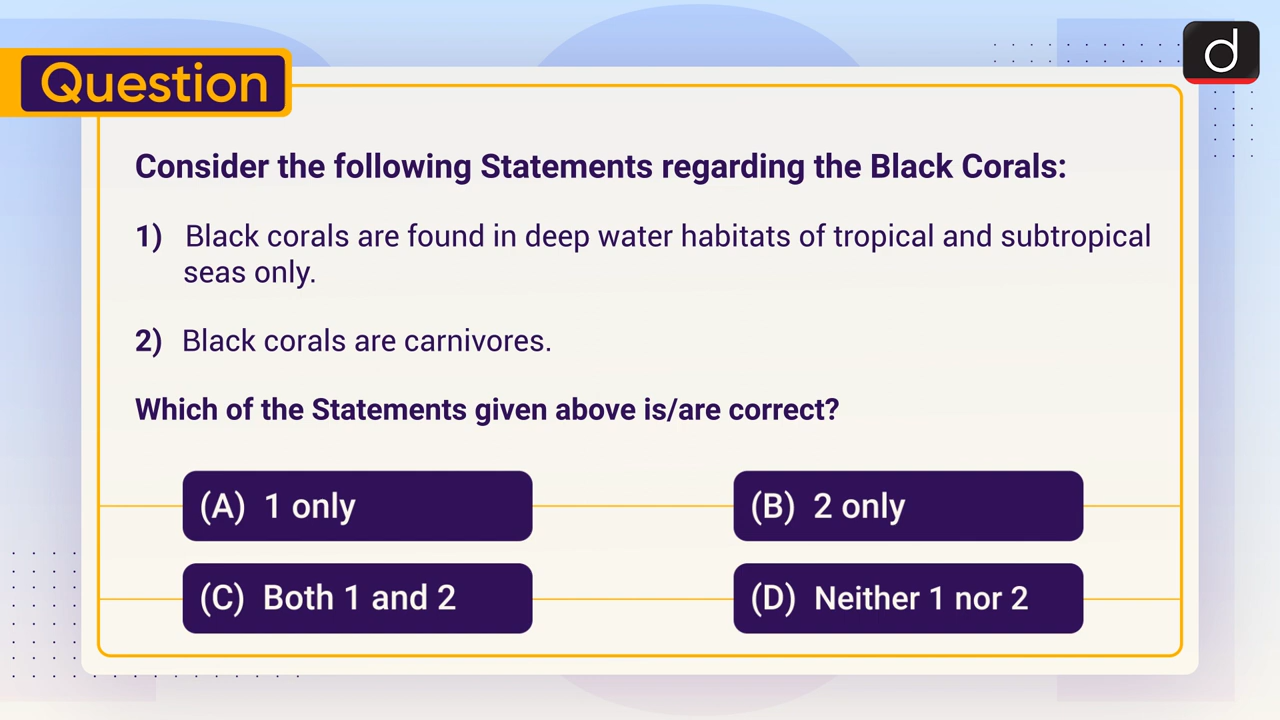 d
Question
Consider the following Statements regarding the Black Corals:
1) Black corals are found in deep water habitats of tropical and subtropical
seas only.
2) Black corals are carnivores.
Which of the Statements given above is/are correct?
(A) 1 only
(B) 2 only
(C) Both 1 and 2
(D) Neither 1 nor 2